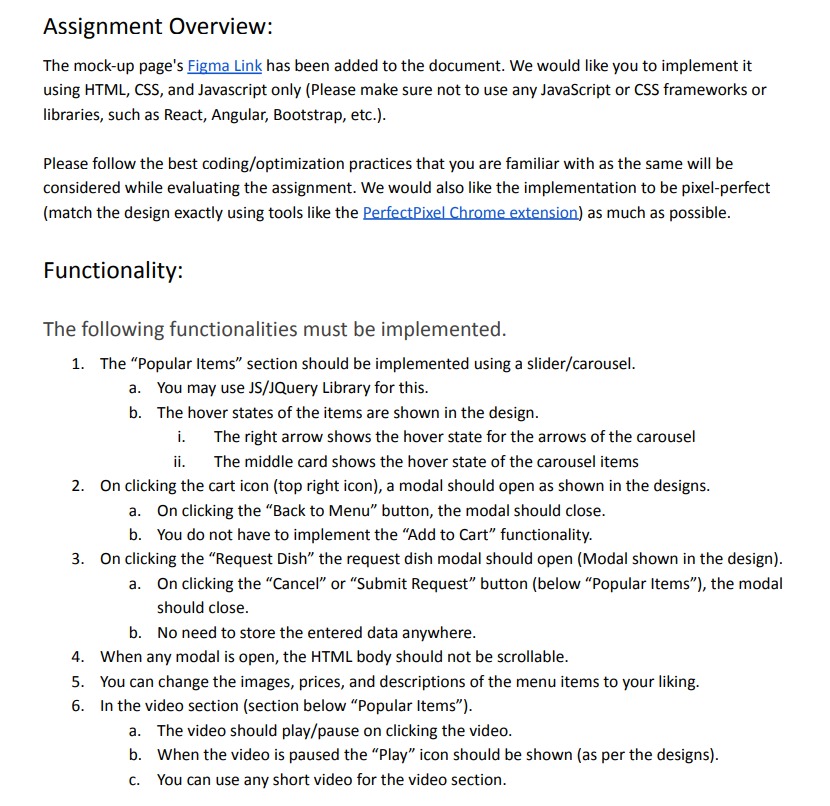 Assignment Overview:
The mock-up page's Figma Link has been added to the document. We would like you to implement it
using HTML, CSS, and Javascript only (Please make sure not to use any JavaScript or CSS frameworks or
libraries, such as React, Angular, Bootstrap, etc.).
Please follow the best coding/optimization practices that you are familiar with as the same will be
considered while evaluating the assignment. We would also like the implementation to be pixel-perfect
(match the design exactly using tools like the PerfectPixel Chrome extension) as much as possible.
Functionality:
The following functionalities must be implemented.
1. The “Popular Items” section should be implemented using a slider/carousel.
a. You may use JS/JQuery Library for this.
b. The hover states of the items are shown in the design.
i. The right arrow shows the hover state for the arrows of the carousel
ii. The middle card shows the hover state of the carousel items
2. On clicking the cart icon (top right icon), a modal should open as shown in the designs.
a. On clicking the “Back to Menu” button, the modal should close.
b. You do not have to implement the “Add to Cart” functionality.
3. On clicking the “Request Dish” the request dish modal should open (Modal shown in the design).
a. On clicking the “Cancel” or “Submit Request” button (below “Popular Items”), the modal
should close.
b. No need to store the entered data anywhere.
4. When any modal is open, the HTML body should not be scrollable.
5. You can change the images, prices, and descriptions of the menu items to your liking.
6. In the video section (section below “Popular Items”).
a. The video should play/pause on clicking the video.
b. When the video is paused the “Play” icon should be shown (as per the designs).
c. You can use any short video for the video section.